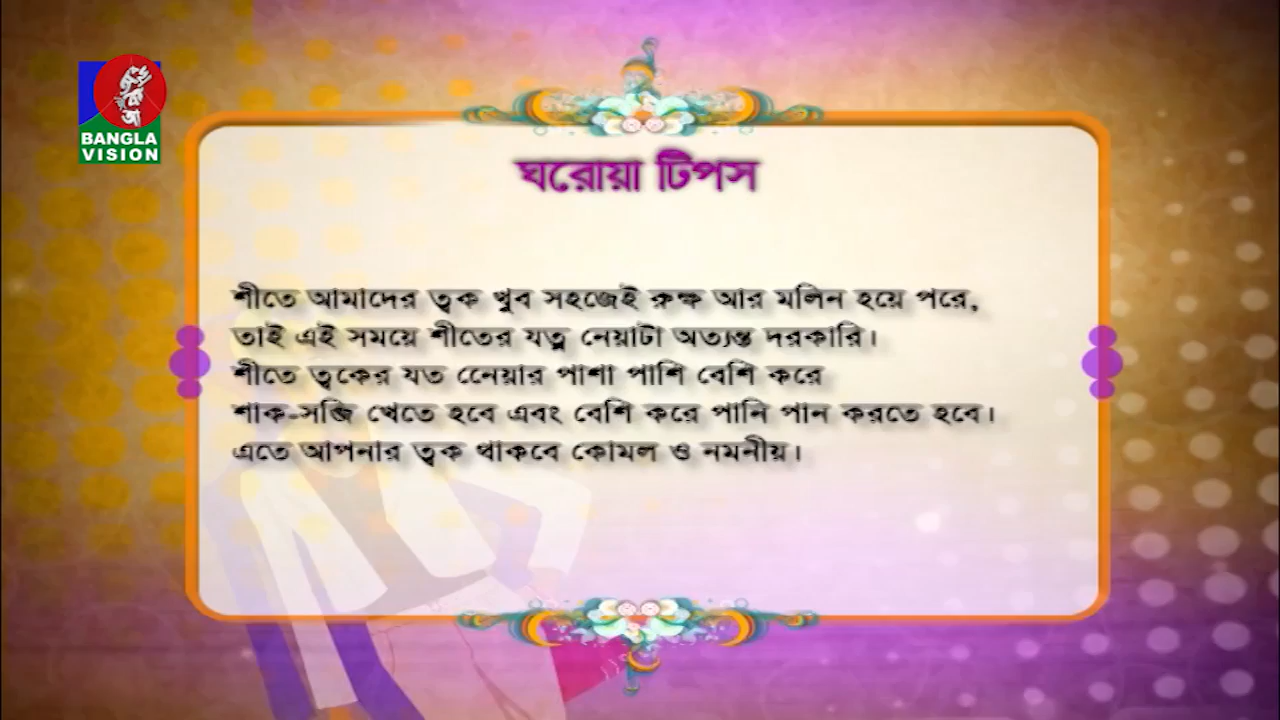 BANGLA
VISION
ঘরোয়া টিপস
শীতে আমাদের ত্বক খুব সহজেই রুক্ষ আর মলিন হয়ে পরে,
তাই এই সময়ে শীতের যত্ন নেয়াটা অত্যন্ত দরকারি।
শীতে ত্বকের যত নেেয়ার পাশা পাশি বেশি করে
শাক-সব্জি খেতে হবে এবং বেশি করে পানি পান করতে হবে।
এতে আপনার ত্বক থাকবে কোমল ও নমনীয়।